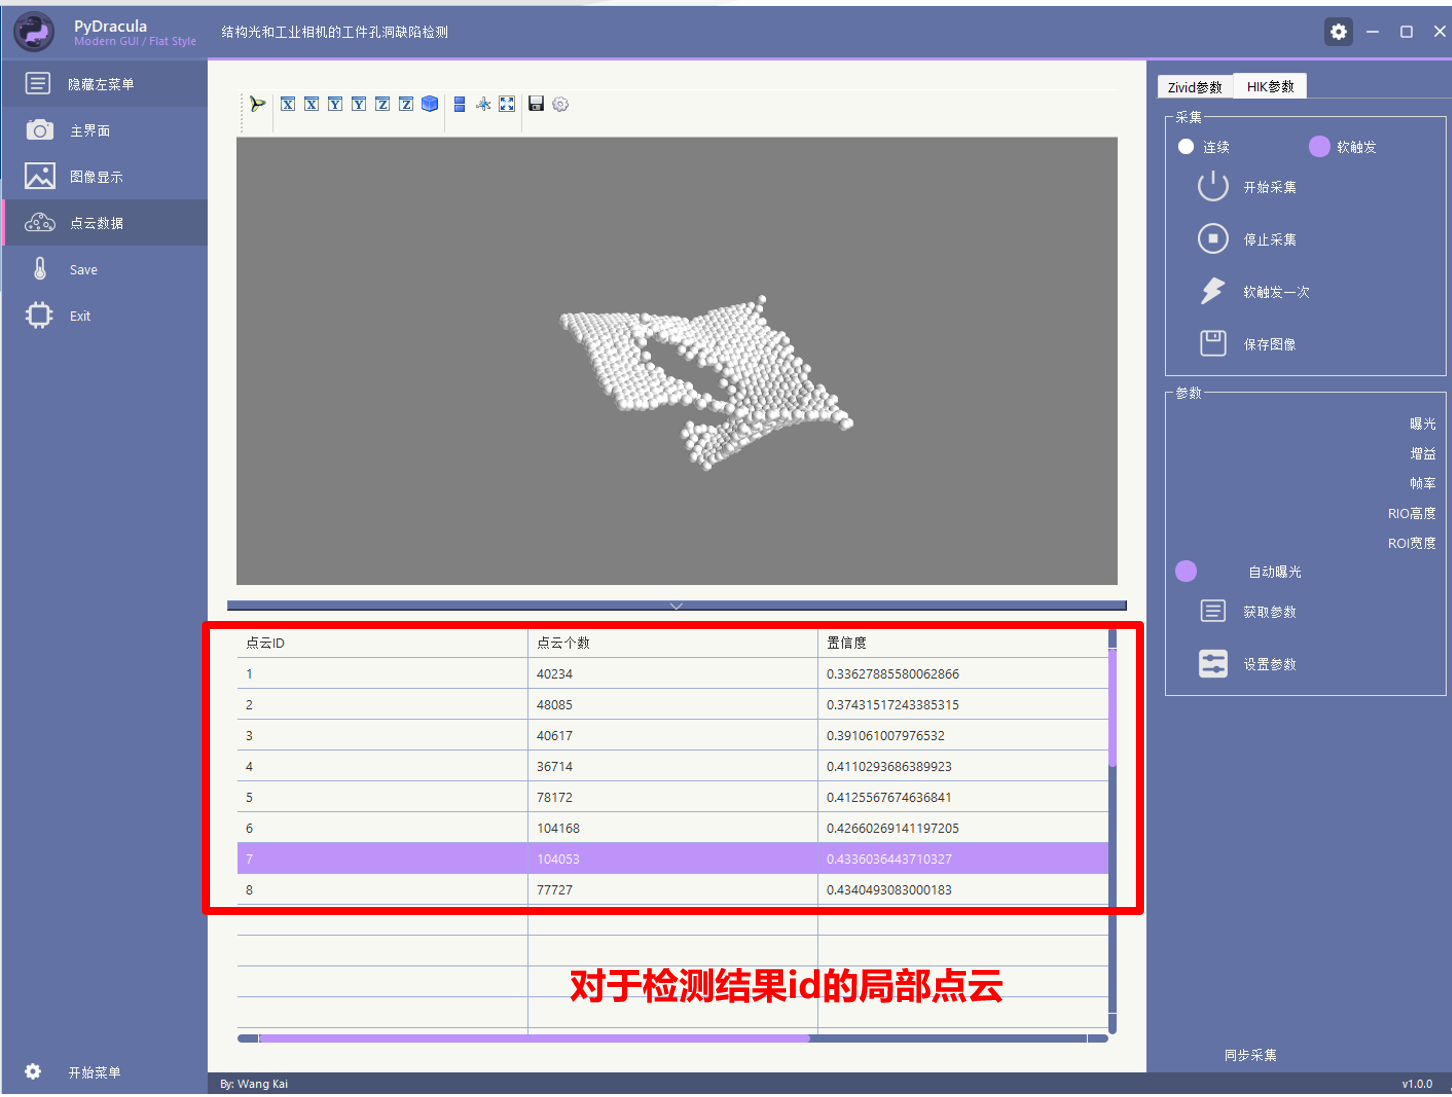 PyDracula
Modern GUI / Flat Style
结构光和工业相机的工件孔洞缺陷检测
隐藏左菜单
主界面
图像显示
点云数据
Save
Exit
开始菜单
X X Y Y Z Z
点云ID 点云个数 置信度
1 40234 0.33627885580062866
2 48085 0.37431517243385315
3 40617 0.391061007976532
4 36714 0.4110293686389923
5 78172 0.4125567674636841
6 104168 0.42660269141197205
7 104053 0.4336036443710327
8 77727 0.4340493083000183
对于检测结果id的局部点云
Zivid参数 HIK参数
采集
连续 软触发
开始采集
停止采集
软触发一次
保存图像
参数
曝光
增益
帧率
RIO高度
ROI宽度
自动曝光
获取参数
设置参数
同步采集
By: Wang Kai
v1.0.0